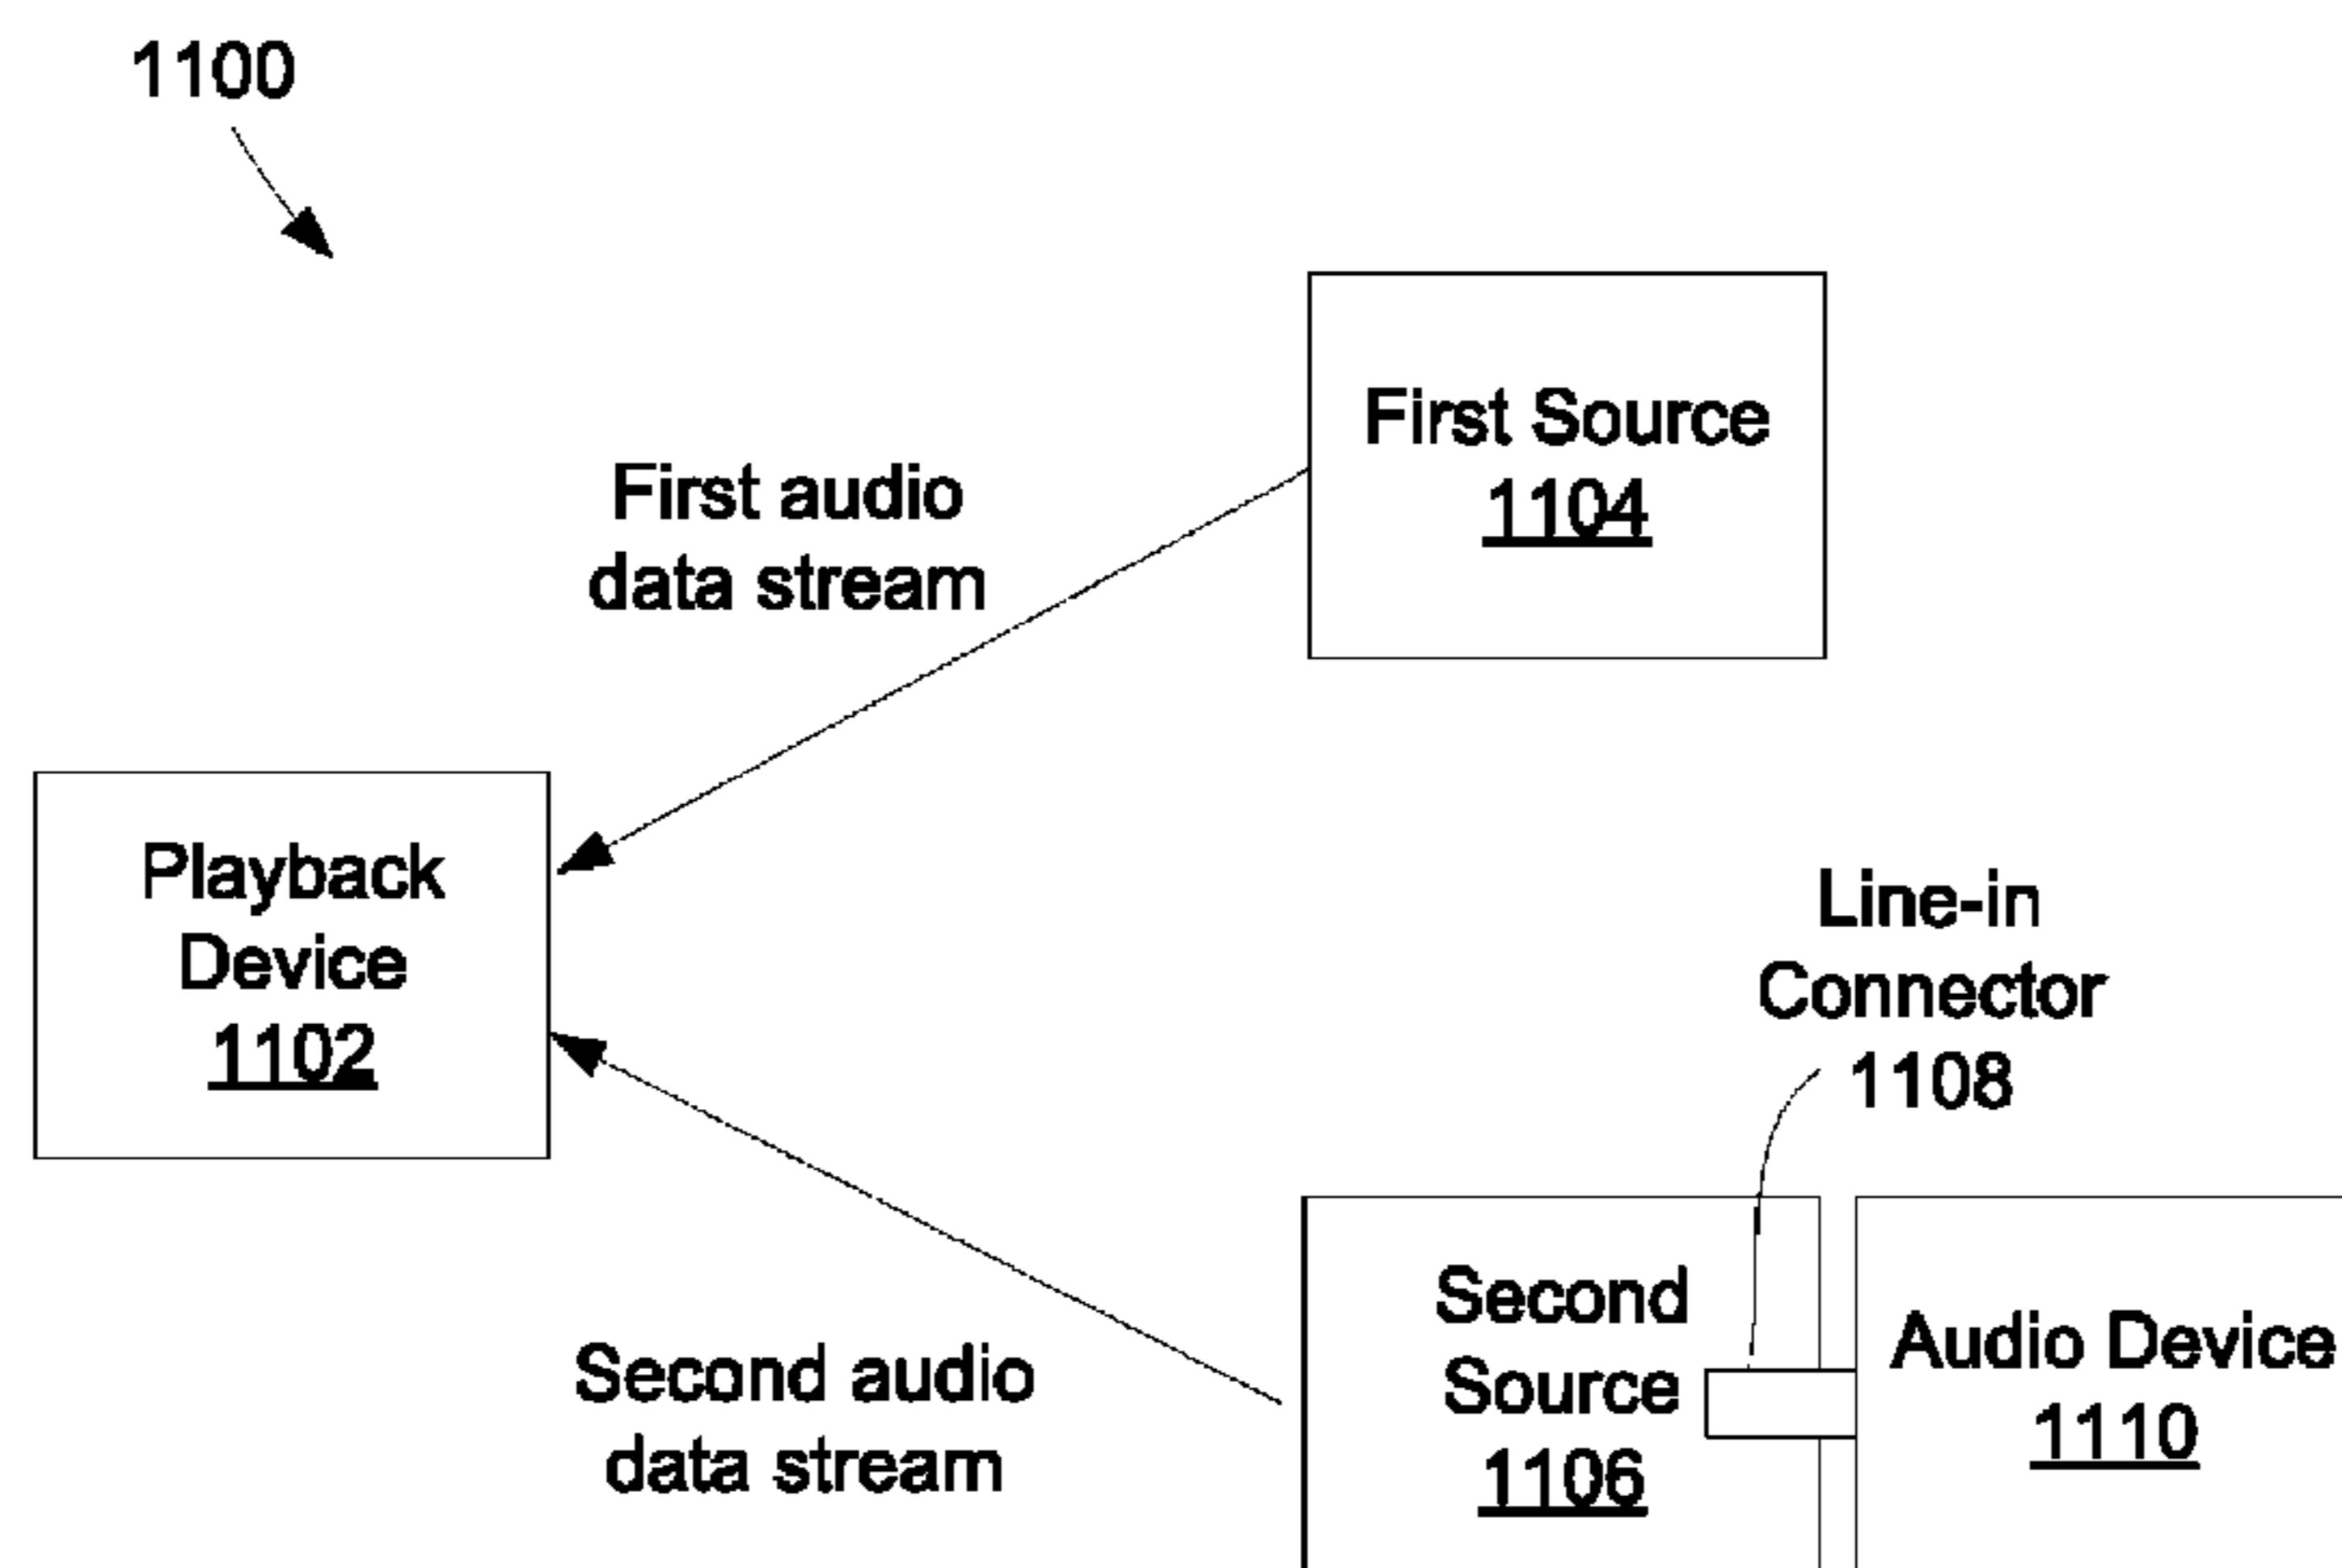 1100
First Source
1104
First audio
data stream
Playback
Device
1102
Line-in
Connector
1108
Second
Source
1106
Audio Device
1110
Second audio
data stream